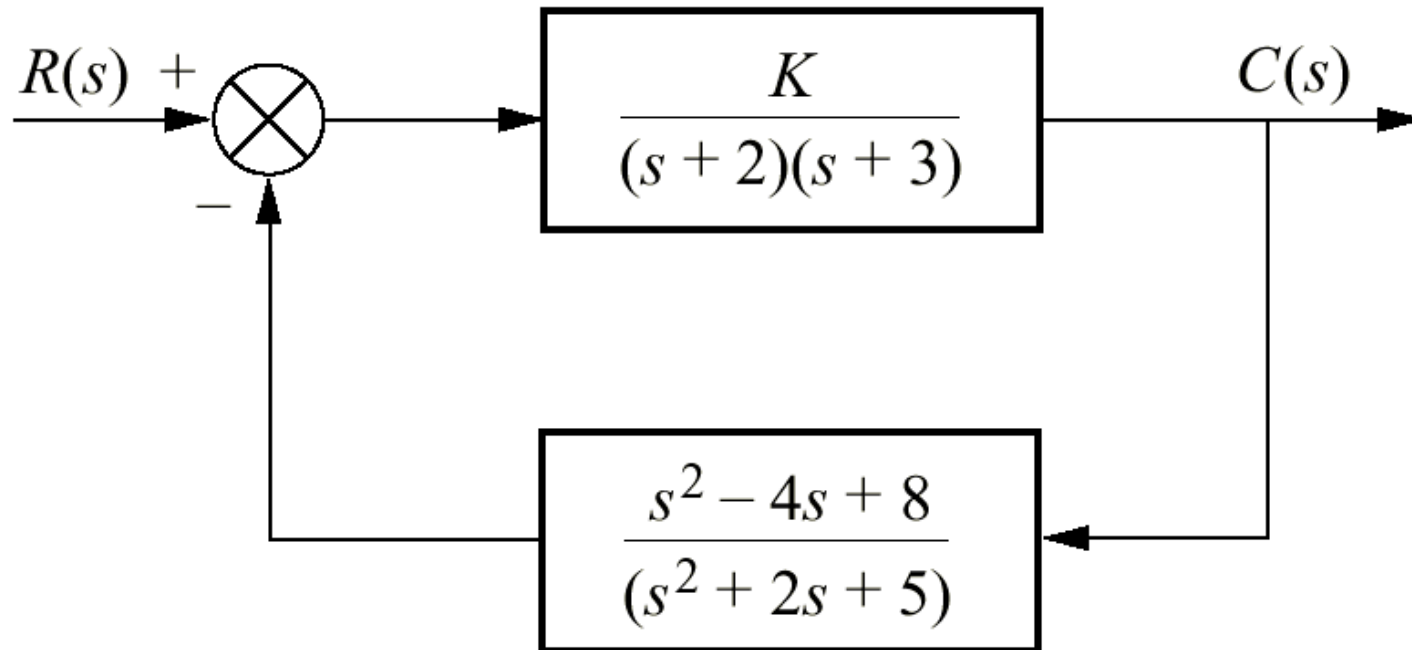 R(s) +
K
(s + 2)(s + 3)
C(s)
−
s² − 4s + 8
(s² + 2s + 5)